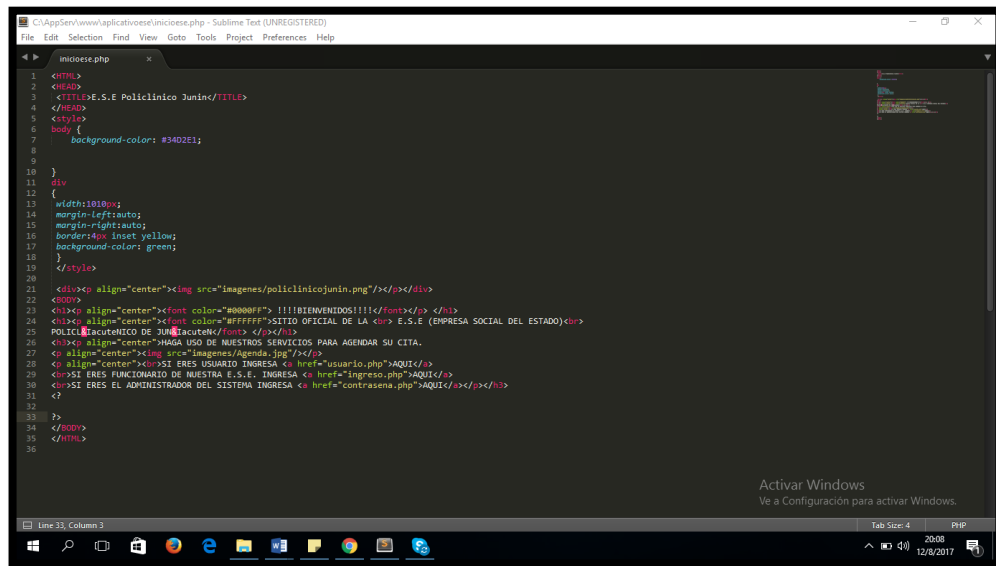 C:\AppServ\www\aplicativoese\inicioese.php - Sublime Text (UNREGISTERED)
File Edit Selection Find View Goto Tools Project Preferences Help
inicioese.php ×
1 <HTML>
2 <HEAD>
3 <TITLE>E.S.E Policlinico Junin</TITLE>
4 </HEAD>
5 <style>
6 body {
7 background-color: #34D2E1;
8
9
10 }
11 div
12 {
13 width:1010px;
14 margin-left:auto;
15 margin-right:auto;
16 border:4px inset yellow;
17 background-color: green;
18 }
19 </style>
20
21 <div><p align="center"><img src="imagenes/policlinicojunin.png"/></p></div>
22 <BODY>
23 <h1><p align="center"><font color="#0000FF"> !!!!BIENVENIDOS!!!!</font></p> </h1>
24 <h1><p align="center"><font color="#FFFFFF">SITIO OFICIAL DE LA <br> E.S.E (EMPRESA SOCIAL DEL ESTADO)<br>
25 POLICL&IacuteNICO DE JUN&IacuteN</font> </p></h1>
26 <h3><p align="center">HAGA USO DE NUESTROS SERVICIOS PARA AGENDAR SU CITA.
27 <p align="center"><img src="imagenes/Agenda.jpg"/></p>
28 <p align="center"><br>SI ERES USUARIO INGRESA <a href="usuario.php">AQUI</a>
29 <br>SI ERES FUNCIONARIO DE NUESTRA E.S.E. INGRESA <a href="ingreso.php">AQUI</a>
30 <br>SI ERES EL ADMINISTRADOR DEL SISTEMA INGRESA <a href="contrasena.php">AQUI</a></p></h3>
31 <?
32
33 ?>
34 </BODY>
35 </HTML>
36
Activar Windows
Ve a Configuración para activar Windows.
Line 33, Column 3 Tab Size: 4 PHP
20:08
12/8/2017